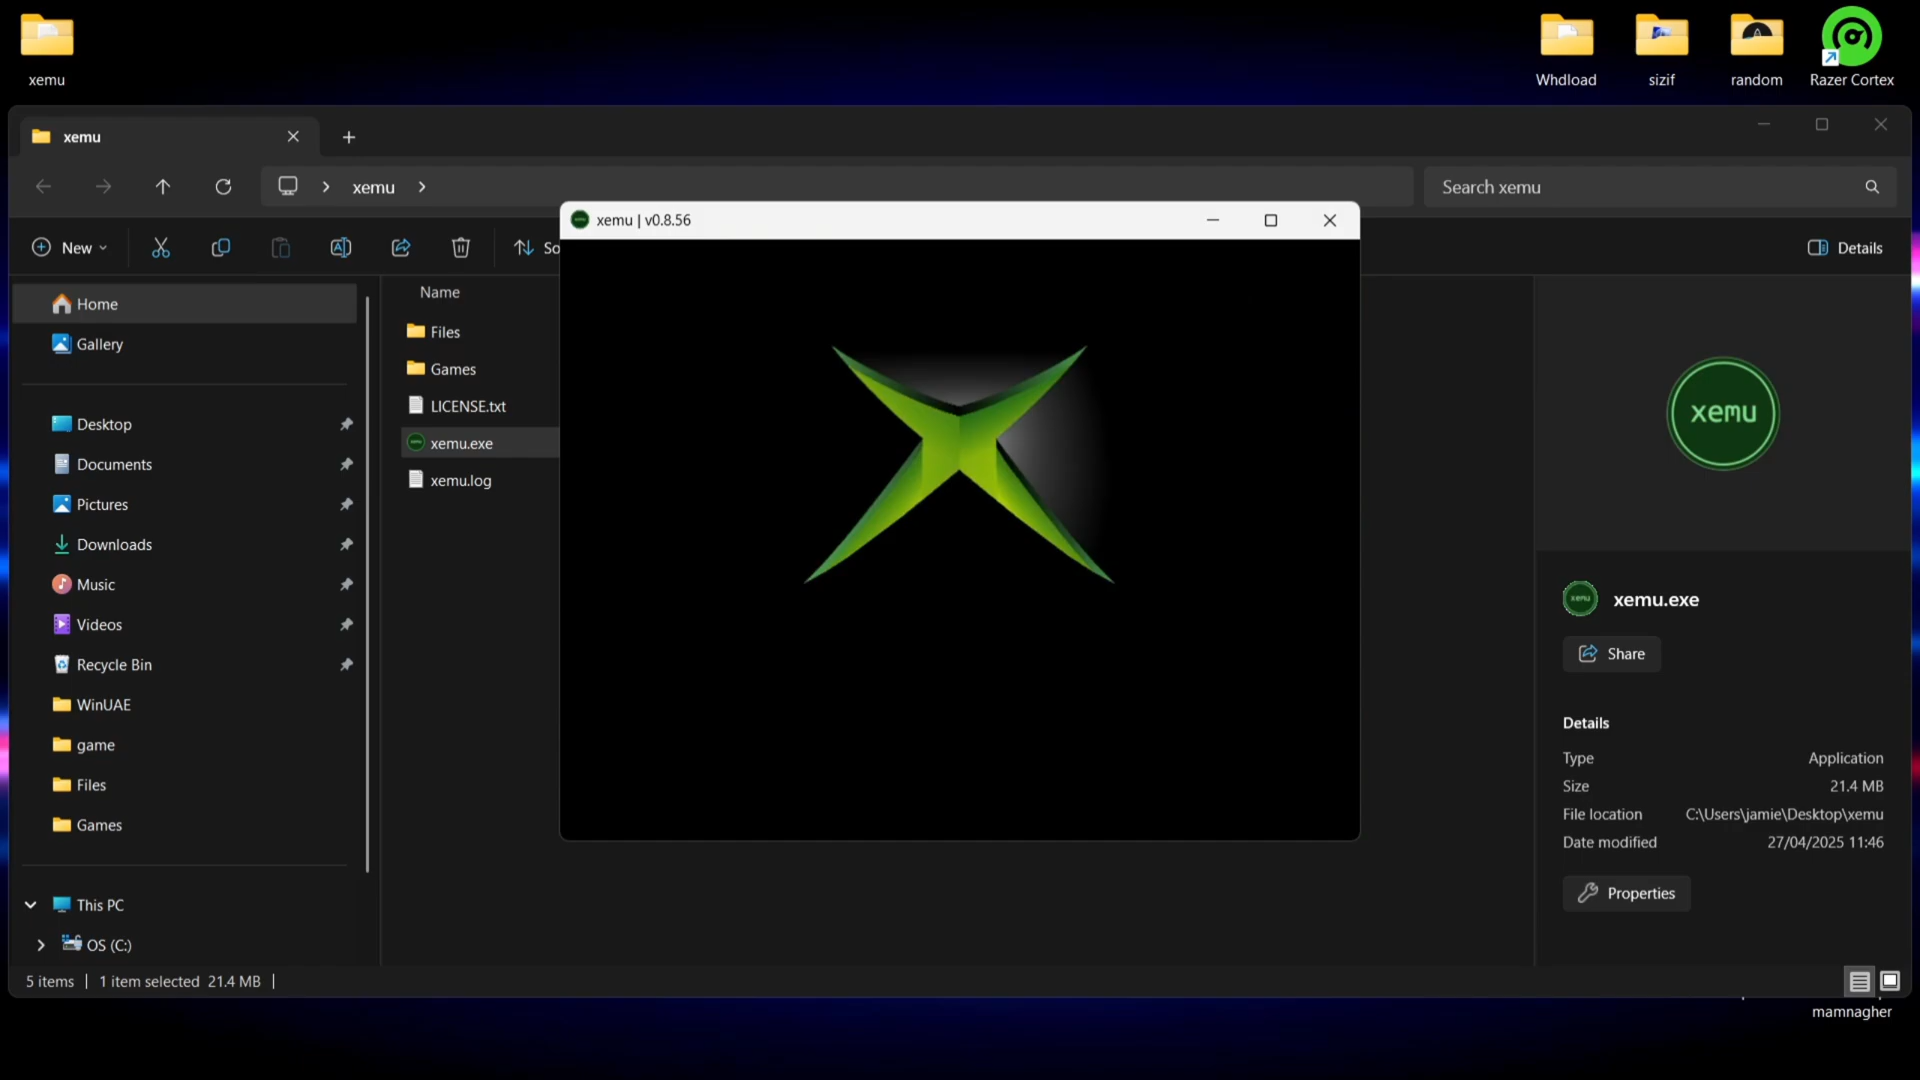 xemu
Whdload
sizif
random
Razer Cortex
xemu
xemu
Search xemu
xemu | v0.8.56
New
So
Details
Home
Gallery
Desktop
Documents
Pictures
Downloads
Music
Videos
Recycle Bin
WinUAE
game
Files
Games
This PC
OS (C:)
Name
Files
Games
LICENSE.txt
xemu.exe
xemu.log
xemu
xemu
xemu.exe
Share
Details
Type Application
Size 21.4 MB
File location C:\Users\jamie\Desktop\xemu
Date modified 27/04/2025 11:46
Properties
5 items | 1 item selected 21.4 MB |
mamnagher